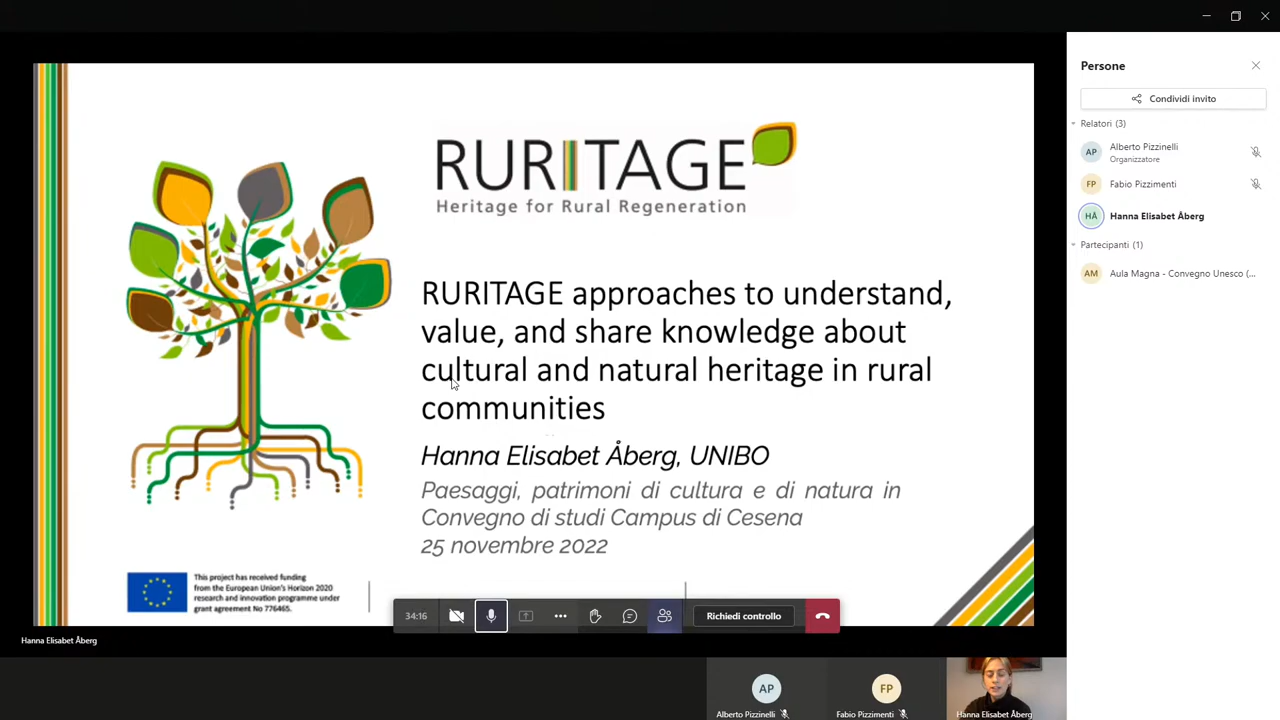 RURITAGE
Heritage for Rural Regeneration
RURITAGE approaches to understand,
value, and share knowledge about
cultural and natural heritage in rural
communities
Hanna Elisabet Åberg, UNIBO
Paesaggi, patrimoni di cultura e di natura in
Convegno di studi Campus di Cesena
25 novembre 2022
This project has received funding
from the European Union's Horizon 2020
research and innovation programme under
grant agreement No 776465.
34:16
Richiedi controllo
Hanna Elisabet Åberg
Persone
Condividi invito
Relatori (3)
AP
Alberto Pizzinelli
Organizzatore
FP
Fabio Pizzimenti
HÅ
Hanna Elisabet Åberg
Partecipanti (1)
AM
Aula Magna - Convegno Unesco (...
AP
Alberto Pizzinelli
FP
Fabio Pizzimenti
Hanna Elisabet Åberg